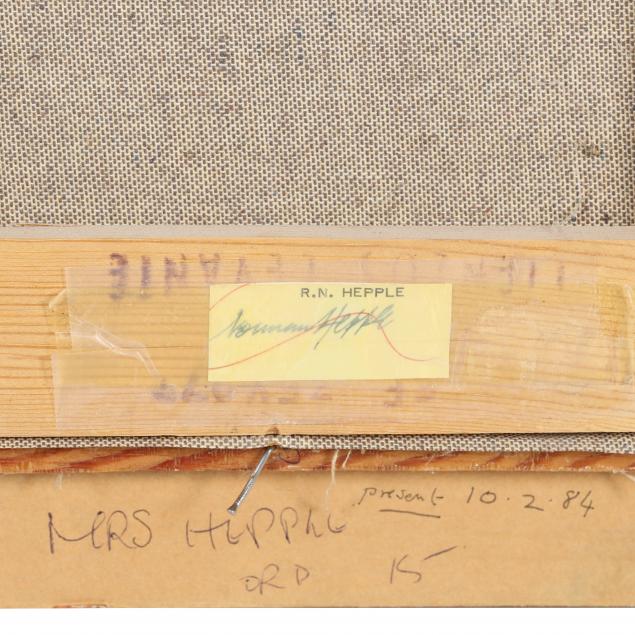 R.N. HEPPLE
Norman Hepple
present 10.2.84
MRS HEPPLE
ORD 15